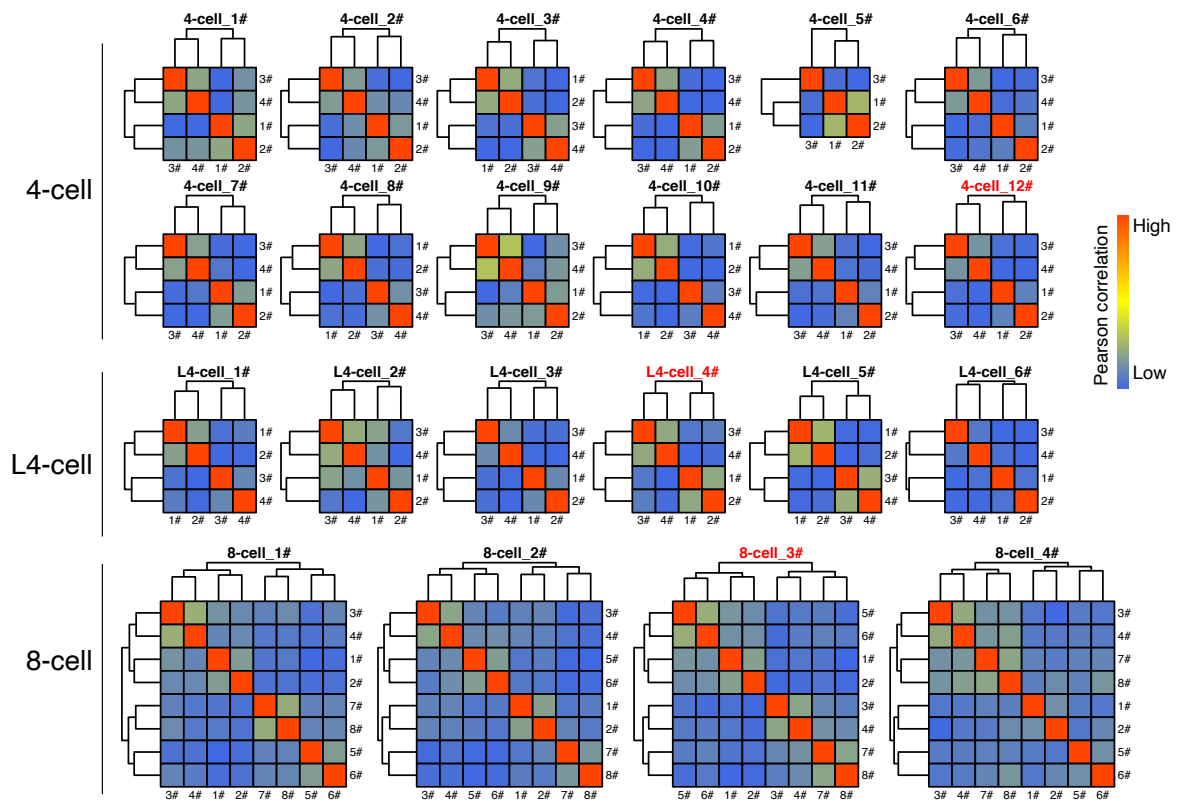 4-cell_1# 4-cell_2# 4-cell_3# 4-cell_4# 4-cell_5# 4-cell_6#
3# 3# 1# 3# 3# 3#
4# 4# 2# 4# 1# 4#
1# 1# 3# 1# 2# 1#
2# 2# 4# 2# 2#
3# 1# 2#
3# 4# 1# 2# 3# 4# 1# 2# 1# 2# 3# 4# 3# 4# 1# 2# 3# 4# 1# 2#
4-cell
4-cell_7# 4-cell_8# 4-cell_9# 4-cell_10# 4-cell_11# 4-cell_12#
3# 1# 3# 1# 3# 3#
4# 2# 4# 2# 4# 4#
1# 3# 1# 3# 1# 1#
2# 4# 2# 4# 2# 2#
3# 4# 1# 2# 1# 2# 3# 4# 3# 4# 1# 2# 1# 2# 3# 4# 3# 4# 1# 2# 3# 4# 1# 2#
High
Pearson correlation
Low
L4-cell_1# L4-cell_2# L4-cell_3# L4-cell_4# L4-cell_5# L4-cell_6#
1# 3# 3# 3# 1# 3#
2# 4# 4# 4# 2# 4#
L4-cell
3# 1# 1# 1# 3# 1#
4# 2# 2# 2# 4# 2#
1# 2# 3# 4# 3# 4# 1# 2# 3# 4# 1# 2# 3# 4# 1# 2# 1# 2# 3# 4# 3# 4# 1# 2#
8-cell_1# 8-cell_2# 8-cell_3# 8-cell_4#
3# 3# 5# 3#
4# 4# 6# 4#
8-cell
1# 5# 1# 7#
2# 6# 2# 8#
7# 1# 3# 1#
8# 2# 4# 2#
5# 7# 7# 5#
6# 8# 8# 6#
3# 4# 1# 2# 7# 8# 5# 6# 3# 4# 5# 6# 1# 2# 7# 8# 5# 6# 1# 2# 3# 4# 7# 8# 3# 4# 7# 8# 1# 2# 5# 6#